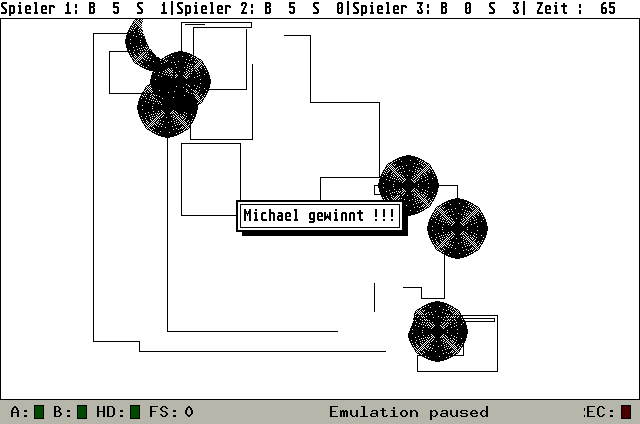 Spieler 1: B 5 S 1|Spieler 2: B 5 S 0|Spieler 3: B 0 S 3| Zeit : 65
Michael gewinnt !!!
A: B: HD: FS: 0 Emulation paused EC: